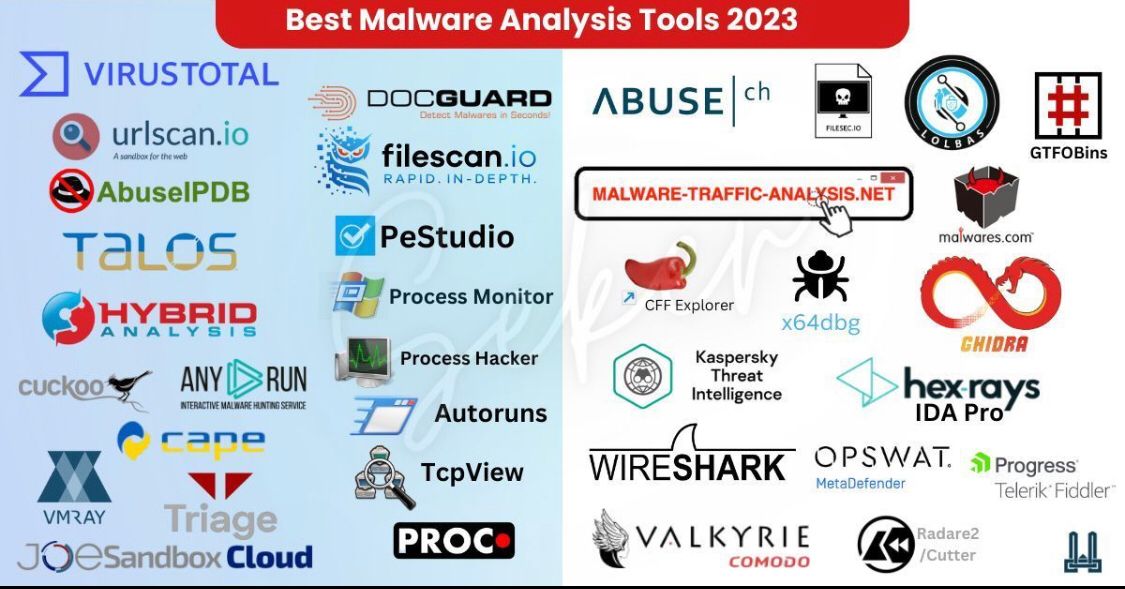 Best Malware Analysis Tools 2023
VIRUSTOTAL
urlscan.io
A sandbox for the web
AbuseIPDB
TALOS
HYBRID
ANALYSIS
cuckoo
ANY RUN
INTERACTIVE MALWARE HUNTING SERVICE
cape
VMRAY
Triage
JOESandbox Cloud
DOCGUARD
Detect Malwares in Seconds!
filescan.io
RAPID. IN-DEPTH.
PeStudio
Process Monitor
Process Hacker
Autoruns
TcpView
PROC
ABUSE ch
FILESEC.IO
LOLBAS
GTFOBins
MALWARE-TRAFFIC-ANALYSIS.NET
malwares.com
CFF Explorer
x64dbg
GHIDRA
Kaspersky
Threat
Intelligence
hex-rays
IDA Pro
WIRESHARK
OPSWAT.
MetaDefender
Progress
Telerik Fiddler
VALKYRIE
COMODO
Radare2
/Cutter